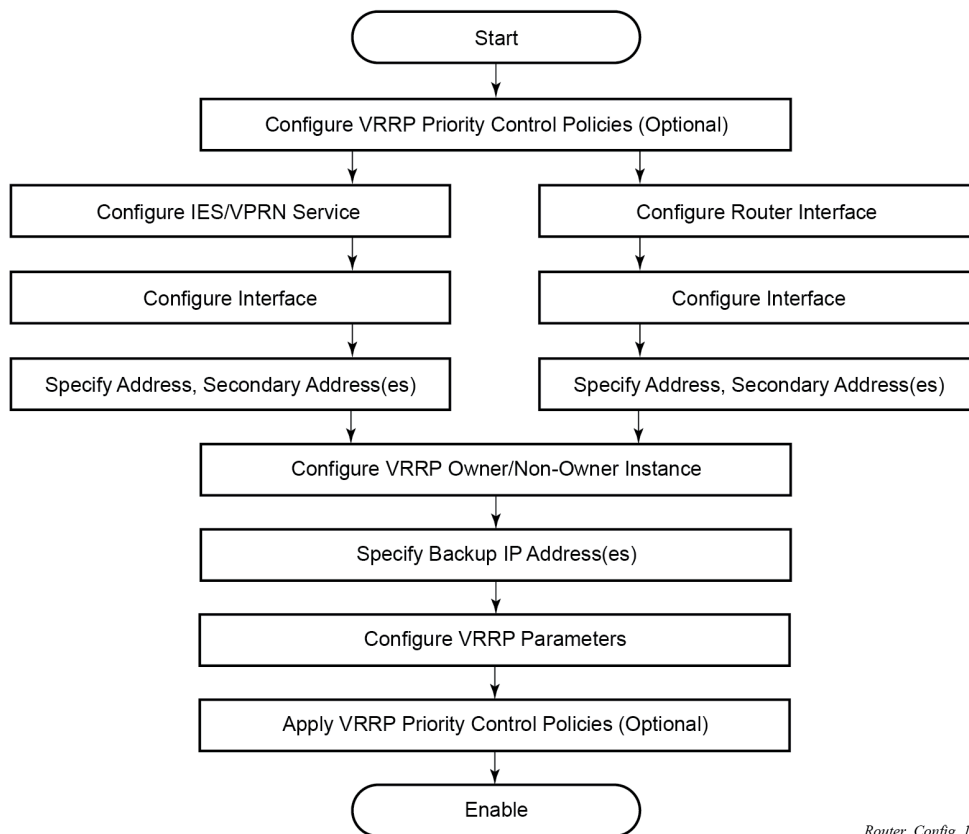 Start
Configure VRRP Priority Control Policies (Optional)
Configure IES/VPRN Service
Configure Router Interface
Configure Interface
Configure Interface
Specify Address, Secondary Address(es)
Specify Address, Secondary Address(es)
Configure VRRP Owner/Non-Owner Instance
Specify Backup IP Address(es)
Configure VRRP Parameters
Apply VRRP Priority Control Policies (Optional)
Enable
Router_Config_1